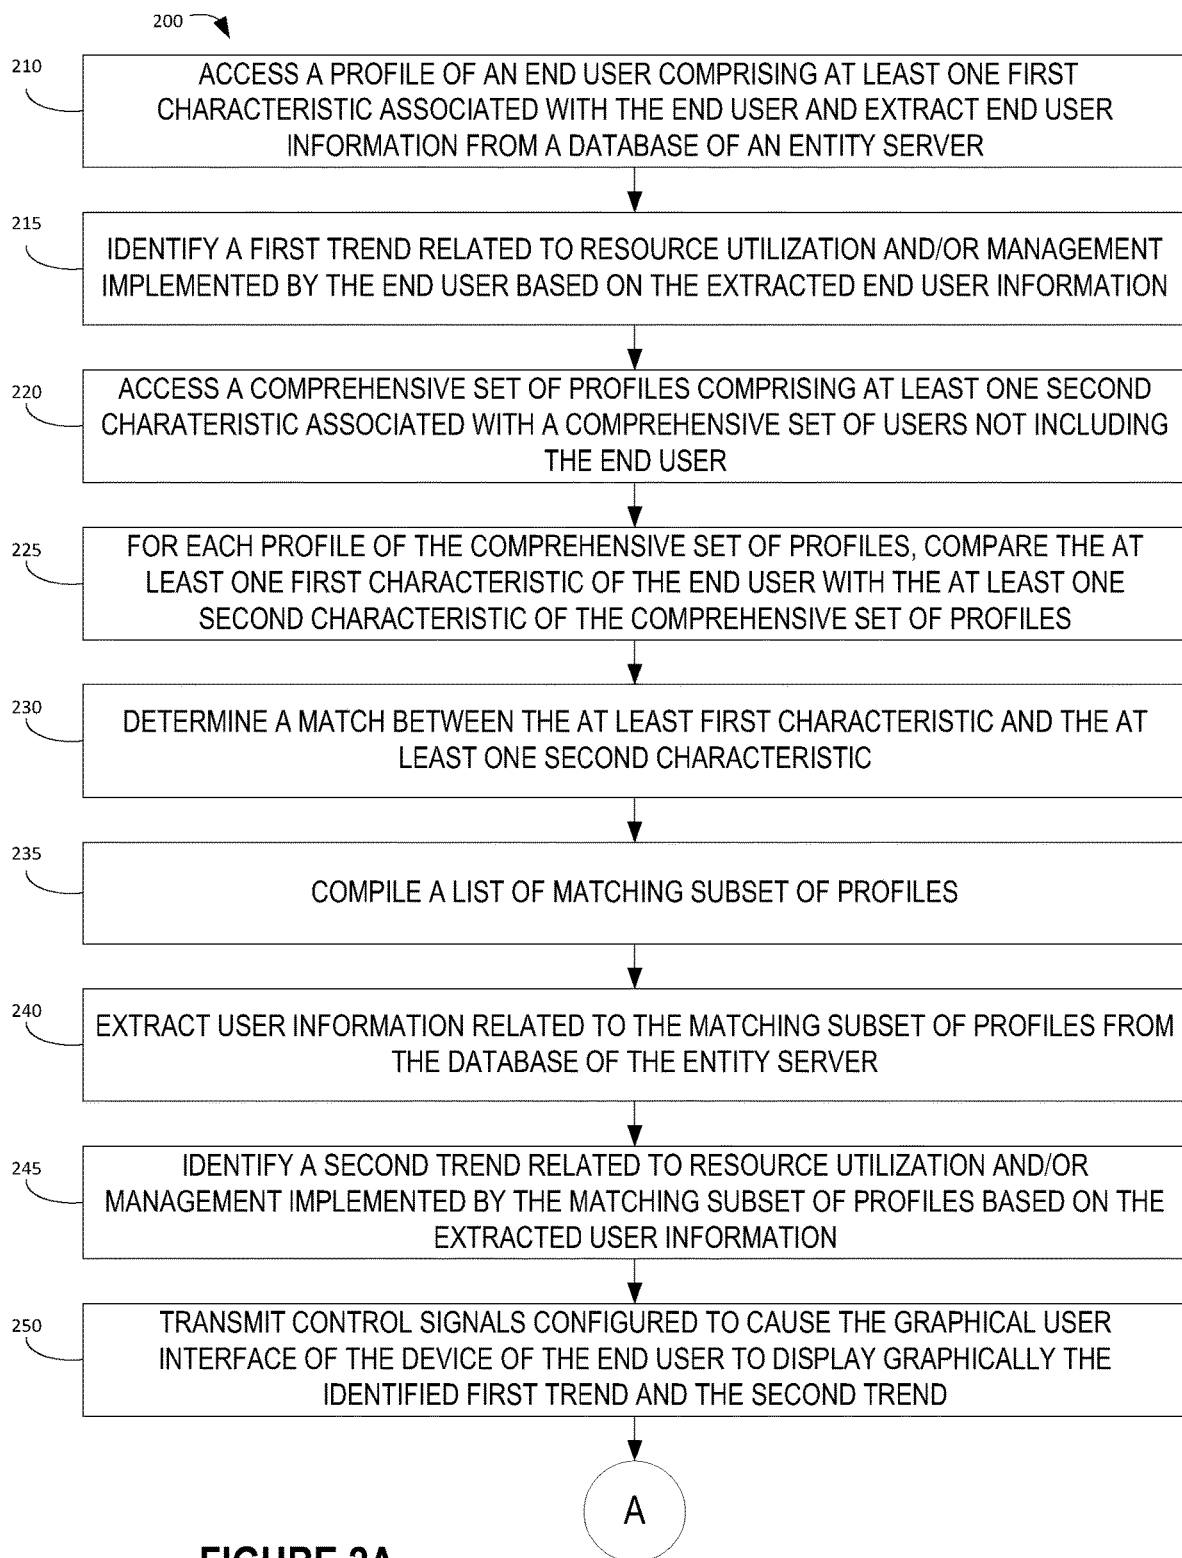 200
210
ACCESS A PROFILE OF AN END USER COMPRISING AT LEAST ONE FIRST
CHARACTERISTIC ASSOCIATED WITH THE END USER AND EXTRACT END USER
INFORMATION FROM A DATABASE OF AN ENTITY SERVER
215
IDENTIFY A FIRST TREND RELATED TO RESOURCE UTILIZATION AND/OR MANAGEMENT
IMPLEMENTED BY THE END USER BASED ON THE EXTRACTED END USER INFORMATION
220
ACCESS A COMPREHENSIVE SET OF PROFILES COMPRISING AT LEAST ONE SECOND
CHARATERISTIC ASSOCIATED WITH A COMPREHENSIVE SET OF USERS NOT INCLUDING
THE END USER
225
FOR EACH PROFILE OF THE COMPREHENSIVE SET OF PROFILES, COMPARE THE AT
LEAST ONE FIRST CHARACTERISTIC OF THE END USER WITH THE AT LEAST ONE
SECOND CHARACTERISTIC OF THE COMPREHENSIVE SET OF PROFILES
230
DETERMINE A MATCH BETWEEN THE AT LEAST FIRST CHARACTERISTIC AND THE AT
LEAST ONE SECOND CHARACTERISTIC
235
COMPILE A LIST OF MATCHING SUBSET OF PROFILES
240
EXTRACT USER INFORMATION RELATED TO THE MATCHING SUBSET OF PROFILES FROM
THE DATABASE OF THE ENTITY SERVER
245
IDENTIFY A SECOND TREND RELATED TO RESOURCE UTILIZATION AND/OR
MANAGEMENT IMPLEMENTED BY THE MATCHING SUBSET OF PROFILES BASED ON THE
EXTRACTED USER INFORMATION
250
TRANSMIT CONTROL SIGNALS CONFIGURED TO CAUSE THE GRAPHICAL USER
INTERFACE OF THE DEVICE OF THE END USER TO DISPLAY GRAPHICALLY THE
IDENTIFIED FIRST TREND AND THE SECOND TREND
A
FIGURE 2A